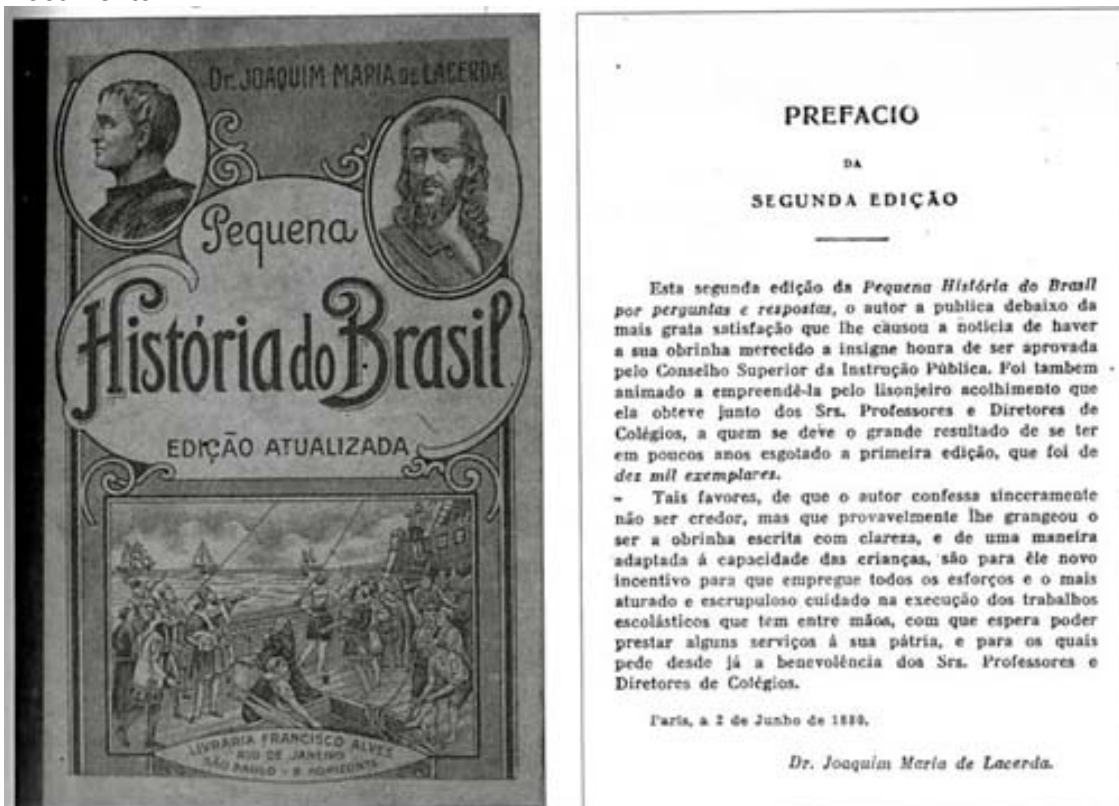 Dr. JOAQUIM MARIA DE LACERDA
Pequena
História do Brasil
EDIÇÃO ATUALIZADA
LIVRARIA FRANCISCO ALVES
RIO DE JANEIRO
SÃO PAULO - B. HORIZONTE
PREFACIO
DA
SEGUNDA EDIÇÃO
Esta segunda edição da Pequena História do Brasil
por perguntas e respostas, o autor a publica debaixo da
mais grata satisfação que lhe causou a noticia de haver
a sua obrinha merecido a insigne honra de ser aprovada
pelo Conselho Superior da Instrução Pública. Foi tambem
animado a empreendê-la pelo lisonjeiro acolhimento que
ela obteve junto dos Srs. Professores e Diretores de
Colégios, a quem se deve o grande resultado de se ter
em poucos anos esgotado a primeira edição, que foi de
dez mil exemplares.
Tais favores, de que o autor confessa sinceramente
não ser credor, mas que provavelmente lhe grangeou o
ser a obrinha escrita com clareza, e de uma maneira
adaptada á capacidade das crianças, são para êle novo
incentivo para que empregue todos os esforços e o mais
aturado e escrupuloso cuidado na execução dos trabalhos
escolásticos que tem entre mãos, com que espera poder
prestar alguns serviços á sua pátria, e para os quais
pede desde já a benevolência dos Srs. Professores e
Diretores de Colégios.
Paris, a 2 de Junho de 1880.
Dr. Joaquim Maria de Lacerda.